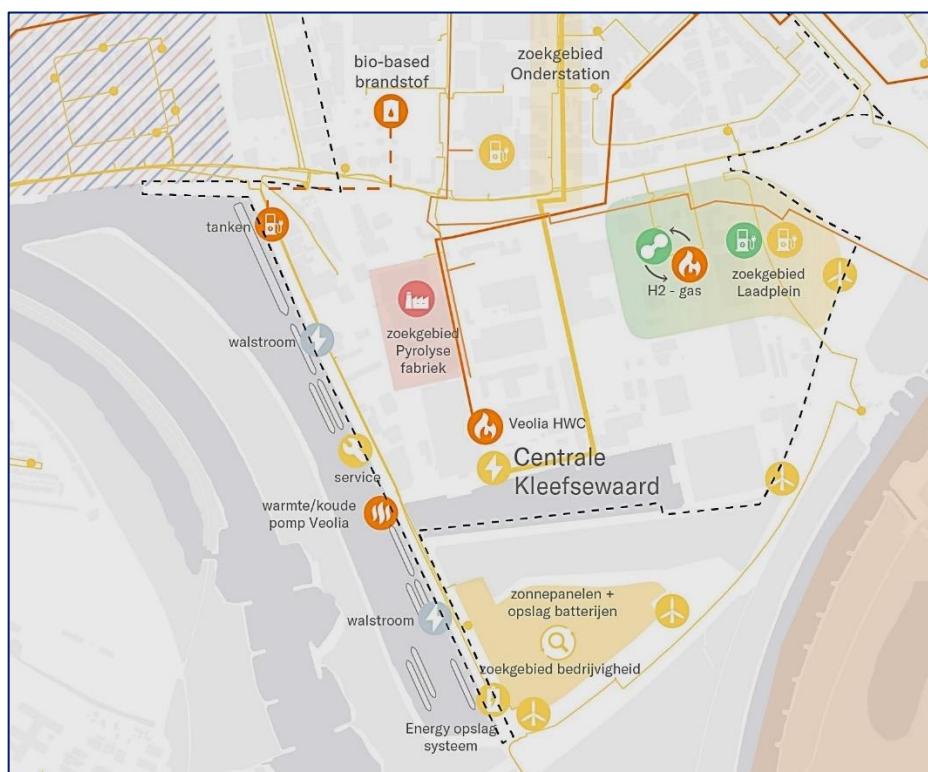 bio-based
brandstof
zoekgebied
Onderstation
tanken
H2 - gas
zoekgebied
Laadplein
walstroom
zoekgebied
Pyrolyse
fabriek
Veolia HWC
Centrale
Kleefsewaard
service
warmte/koude
pomp Veolia
zonnepanelen +
opslag batterijen
walstroom
zoekgebied bedrijvigheid
Energy opslag
systeem